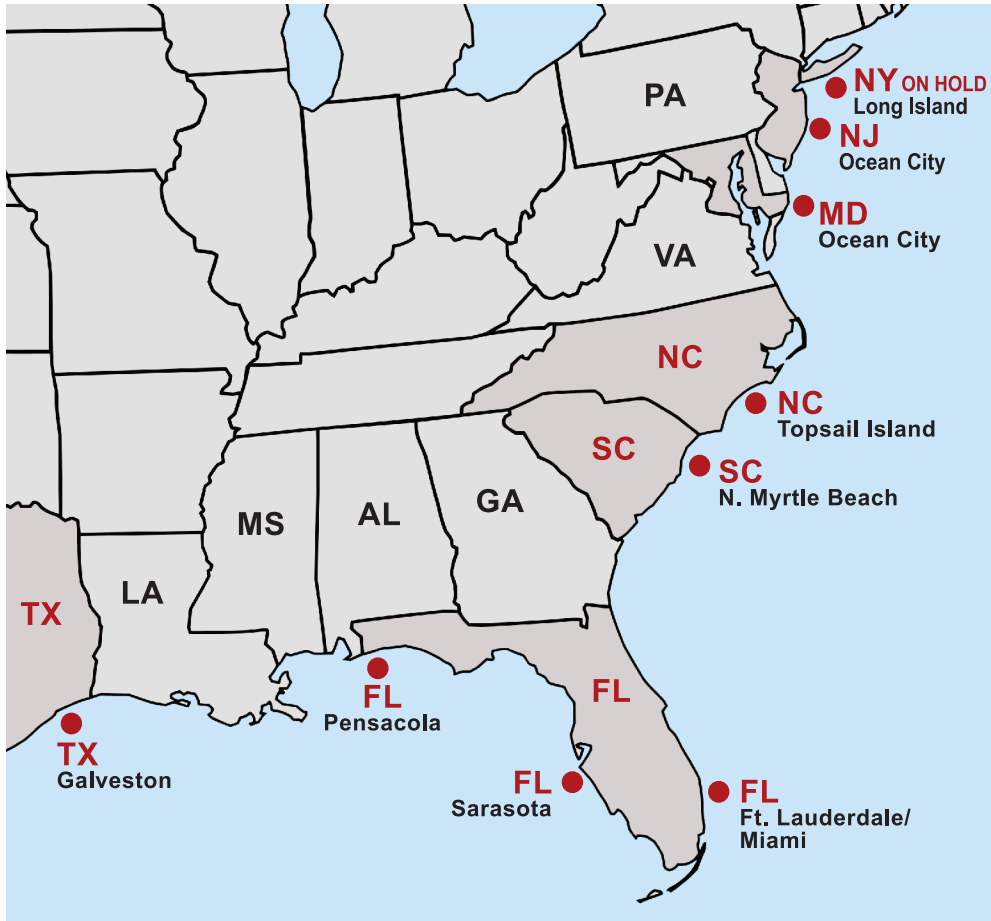 PA
NY ON HOLD
Long Island
NJ
Ocean City
MD
Ocean City
VA
NC
NC
Topsail Island
SC
SC
N. Myrtle Beach
MS
AL
GA
LA
TX
TX
Galveston
FL
Pensacola
FL
FL
Sarasota
FL
Ft. Lauderdale/
Miami